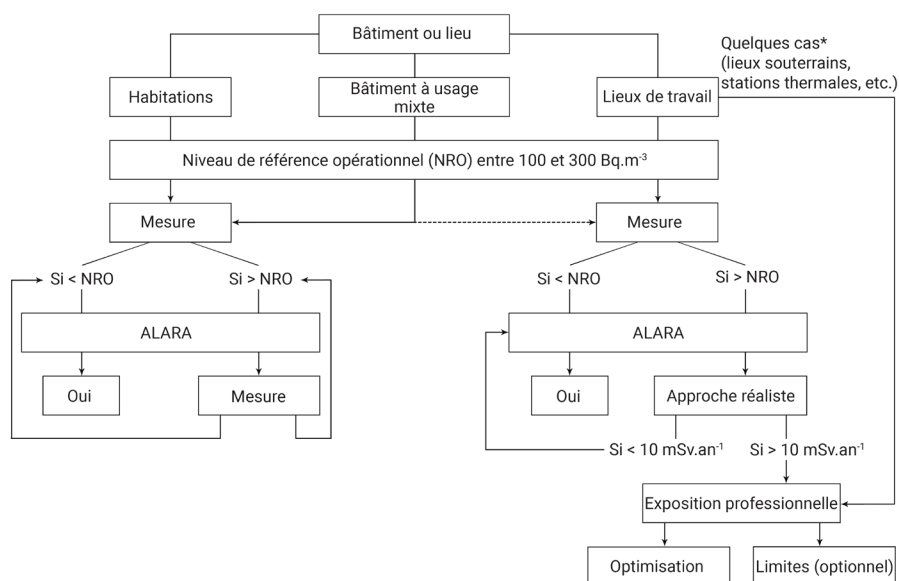 Bâtiment ou lieu
Quelques cas*
(lieux souterrains,
stations thermales, etc.)
Habitations
Bâtiment à usage
mixte
Lieux de travail
Niveau de référence opérationnel (NRO) entre 100 et 300 Bq.m⁻³
Mesure
Mesure
Si < NRO
Si > NRO
Si < NRO
Si > NRO
ALARA
ALARA
Oui
Mesure
Oui
Approche réaliste
Si < 10 mSv.an⁻¹
Si > 10 mSv.an⁻¹
Exposition professionnelle
Optimisation
Limites (optionnel)